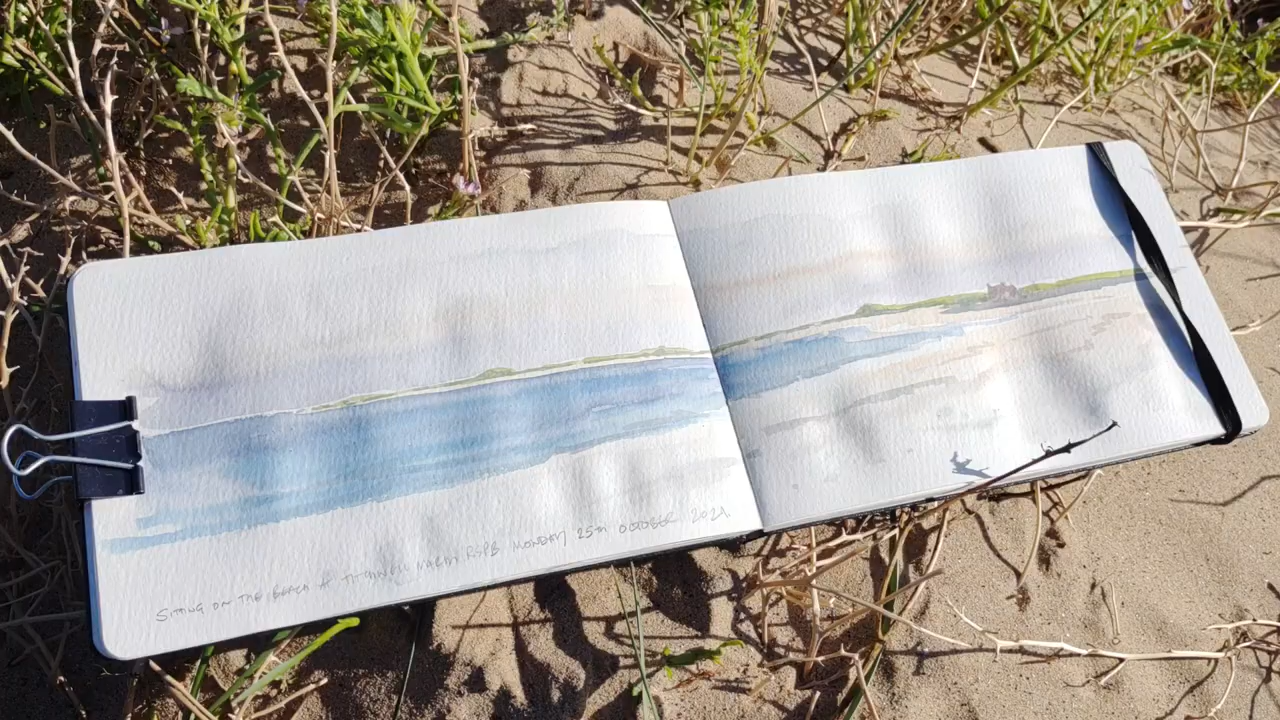 SITTING ON THE BEACH AT TITCHWELL MARSH RSPB MONDAY 25TH OCTOBER 2021.